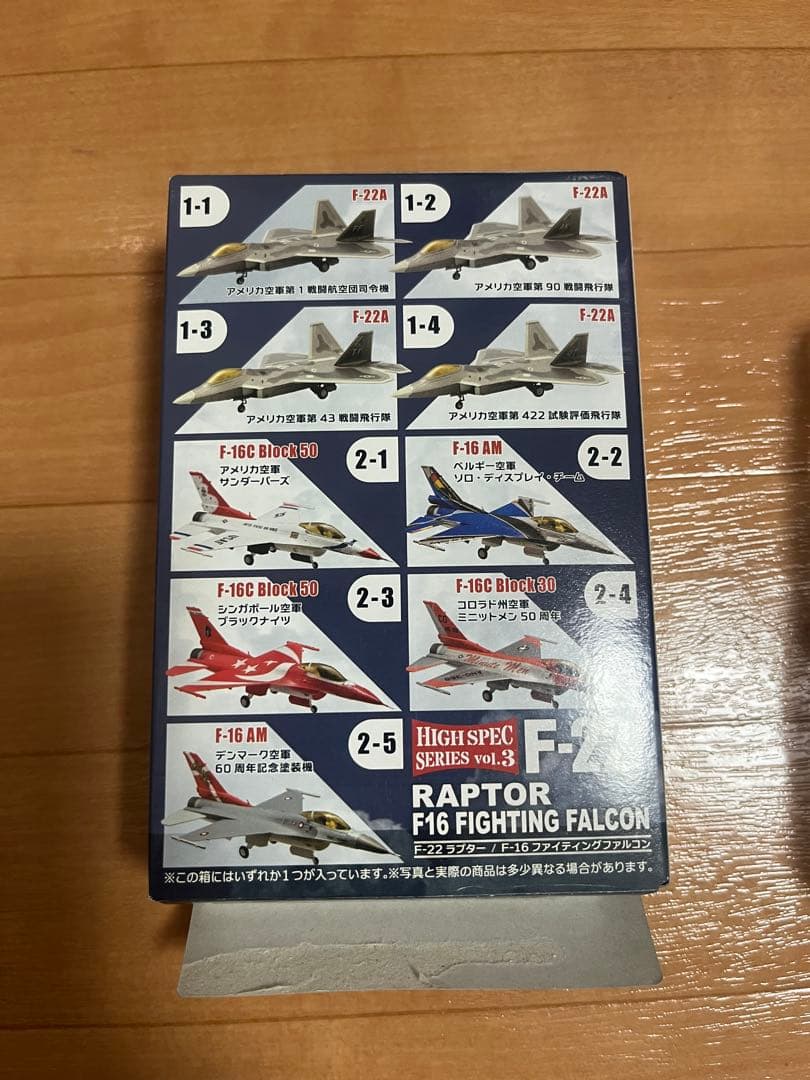 1-1
F-22A
アメリカ空軍第1戦闘航空団司令機
1-2
F-22A
アメリカ空軍第90戦闘飛行隊
1-3
F-22A
アメリカ空軍第43戦闘飛行隊
1-4
F-22A
アメリカ空軍第422試験評価飛行隊
F-16C Block 50
2-1
アメリカ空軍
サンダーバーズ
F-16 AM
2-2
ベルギー空軍
ソロ・ディスプレイ・チーム
F-16C Block 50
2-3
シンガポール空軍
ブラックナイツ
F-16C Block 30
2-4
コロラド州空軍
ミニットメン50周年
Minute Men
CO
F-16 AM
2-5
デンマーク空軍
60周年記念塗装機
HIGH SPEC
SERIES vol.3
RAPTOR
F16 FIGHTING FALCON
F-22 ラプター / F-16 ファイティングファルコン
※この箱にはいずれか1つが入っています。※写真と実際の商品は多少異なる場合があります。